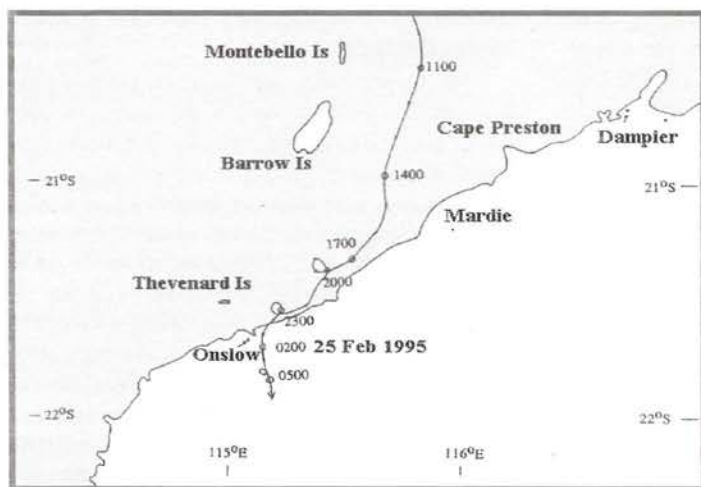 Montebello Is
1100
Cape Preston
Dampier
Barrow Is
21°S
1400
21°S
Mardie
1700
Thevenard Is
2000
2300
Onslow
0200
25 Feb 1995
0500
22°S
22°S
115°E
116°E